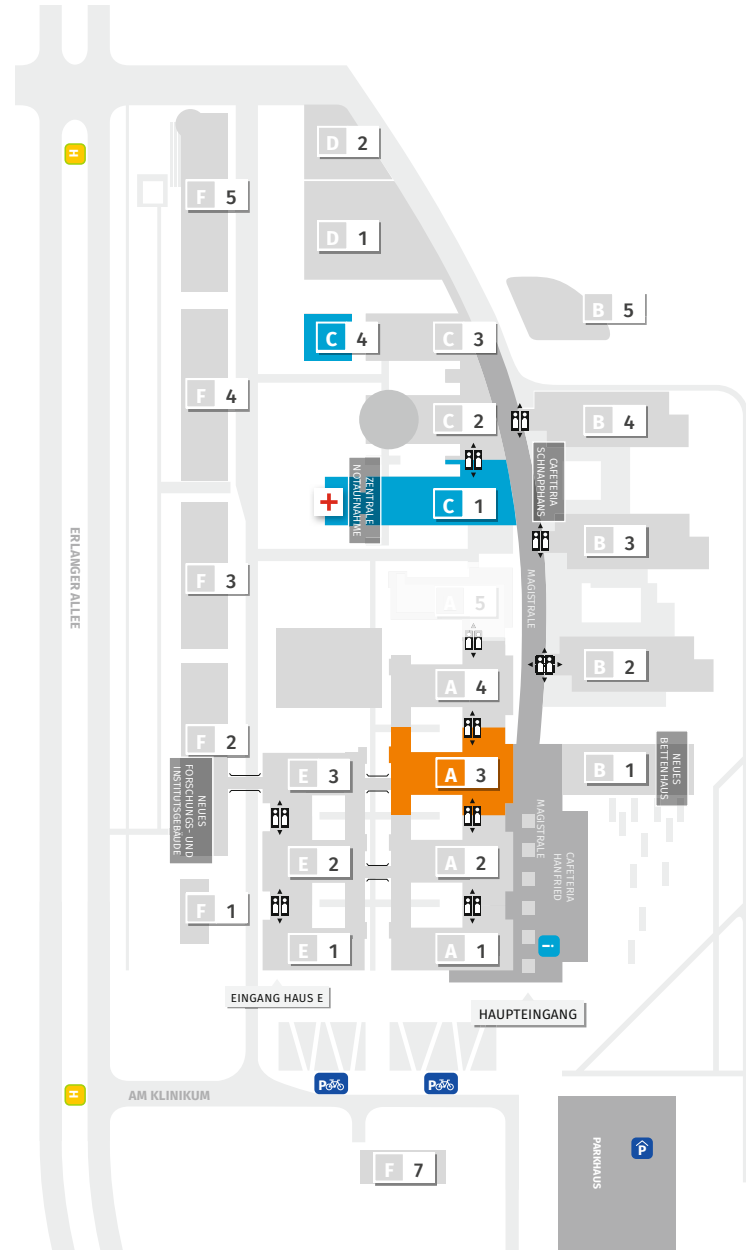 D 2
H
F 5
D 1
B 5
C 4
C 3
F 4
C 2
B 4
CAFETERIA
SCHNAPPHANS
ZENTRALE
NOTAUFNAHME
C 1
B 3
ERLANGER ALLEE
F 3
A 5
MAGISTRALE
B 2
A 4
F 2
NEUES
BETTENHAUS
E 3
A 3
B 1
NEUES
FORSCHUNGS- UND
INSTITUTSGEBÄUDE
MAGISTRALE
CAFETERIA
HANFRIED
E 2
A 2
F 1
E 1
A 1
i
EINGANG HAUS E
HAUPTEINGANG
P
P
H
AM KLINIKUM
PARKHAUS
P
F 7